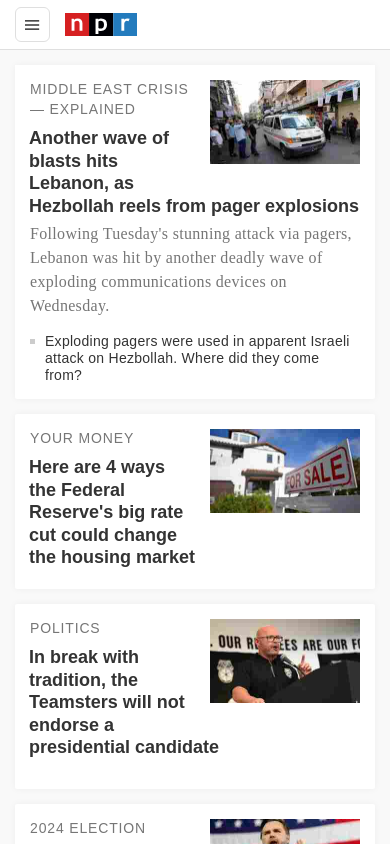 npr
MIDDLE EAST CRISIS
— EXPLAINED
Another wave of
blasts hits
Lebanon, as
Hezbollah reels from pager explosions
Following Tuesday's stunning attack via pagers,
Lebanon was hit by another deadly wave of
exploding communications devices on
Wednesday.
Exploding pagers were used in apparent Israeli
attack on Hezbollah. Where did they come
from?
YOUR MONEY
Here are 4 ways
the Federal
Reserve's big rate
cut could change
the housing market
FOR SALE
POLITICS
In break with
tradition, the
Teamsters will not
endorse a
presidential candidate
OUR
EES ARE OUR
2024 ELECTION